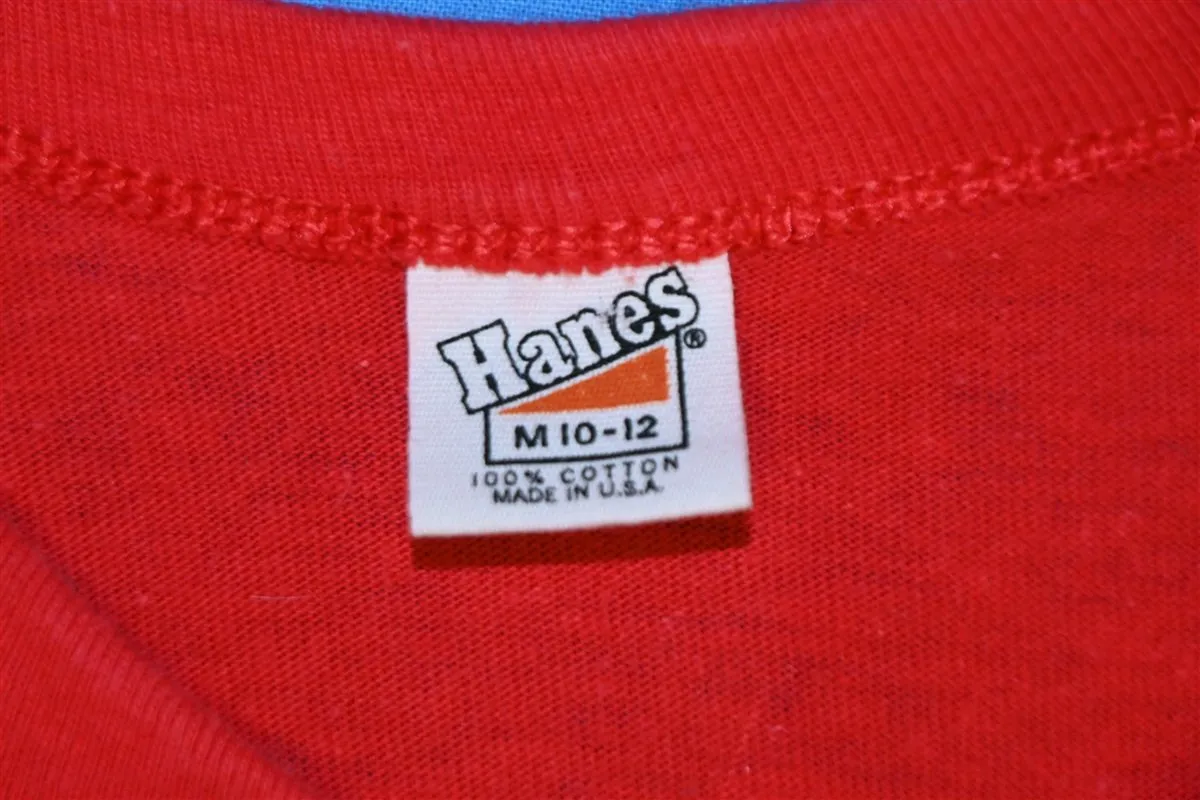 Hanes®
M 10-12
100% COTTON
MADE IN U.S.A.